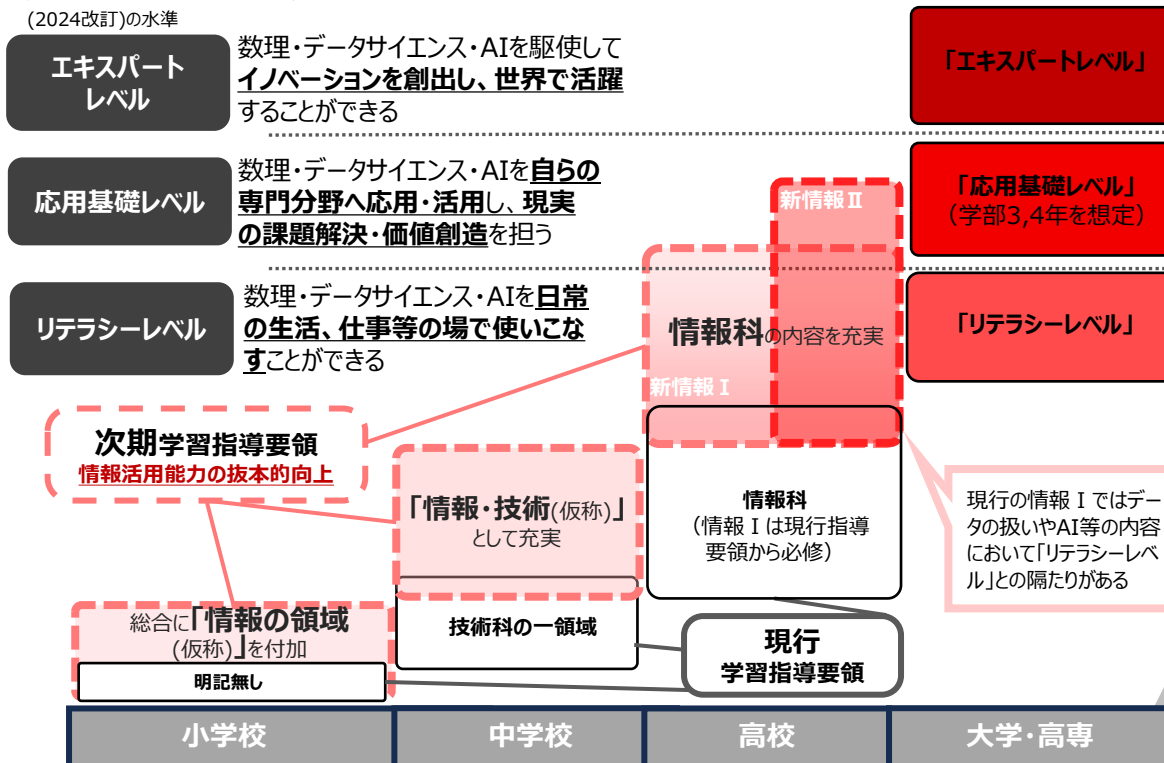 (2024改訂)の水準
エキスパート
レベル
数理・データサイエンス・AIを駆使して
イノベーションを創出し、世界で活躍
することができる
「エキスパートレベル」
応用基礎レベル
数理・データサイエンス・AIを自らの
専門分野へ応用・活用し、現実
の課題解決・価値創造を担う
新情報Ⅱ
「応用基礎レベル」
（学部3,4年を想定）
リテラシーレベル
数理・データサイエンス・AIを日常
の生活、仕事等の場で使いこな
すことができる
情報科の内容を充実
新情報Ⅰ
「リテラシーレベル」
次期学習指導要領
情報活用能力の抜本的向上
「情報・技術(仮称)」
として充実
情報科
（情報Ⅰは現行指導
要領から必修）
現行の情報Ⅰではデー
タの扱いやAI等の内容
において「リテラシーレベ
ル」との隔たりがある
総合に「情報の領域
(仮称)」を付加
明記無し
技術科の一領域
現行
学習指導要領
小学校
中学校
高校
大学・高専